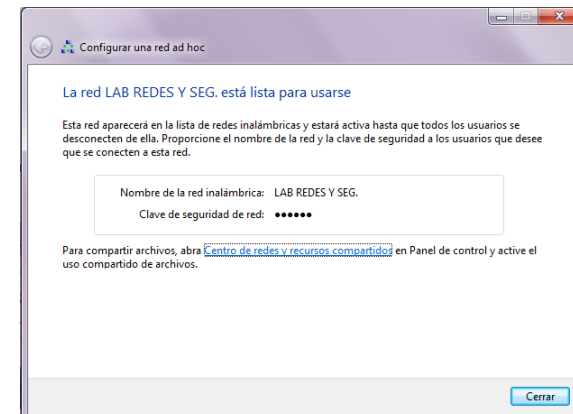 Configurar una red ad hoc
La red LAB REDES Y SEG. está lista para usarse
Esta red aparecerá en la lista de redes inalámbricas y estará activa hasta que todos los usuarios se
desconecten de ella. Proporcione el nombre de la red y la clave de seguridad a los usuarios que desee
que se conecten a esta red.
Nombre de la red inalámbrica: LAB REDES Y SEG.
Clave de seguridad de red: ●●●●●●
Para compartir archivos, abra Centro de redes y recursos compartidos en Panel de control y active el
uso compartido de archivos.
Cerrar